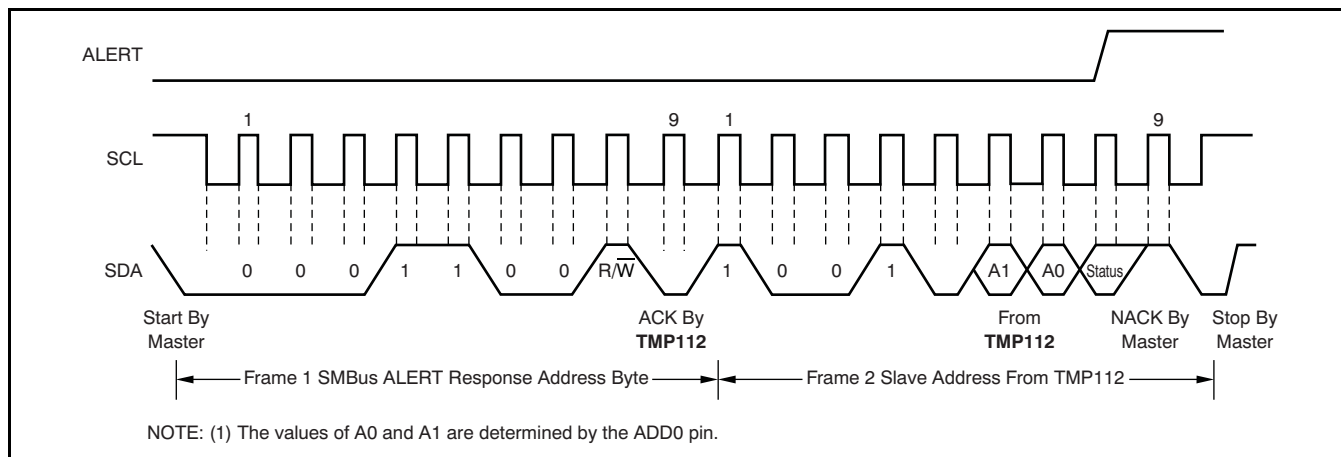 ALERT
1 9 1 9
SCL
SDA
0 0 0 1 1 0 0 R/W 1 0 0 1 A1 A0 Status
Start By
Master
ACK By
TMP112
From
TMP112
NACK By
Master
Stop By
Master
Frame 1 SMBus ALERT Response Address Byte
Frame 2 Slave Address From TMP112
NOTE: (1) The values of A0 and A1 are determined by the ADD0 pin.